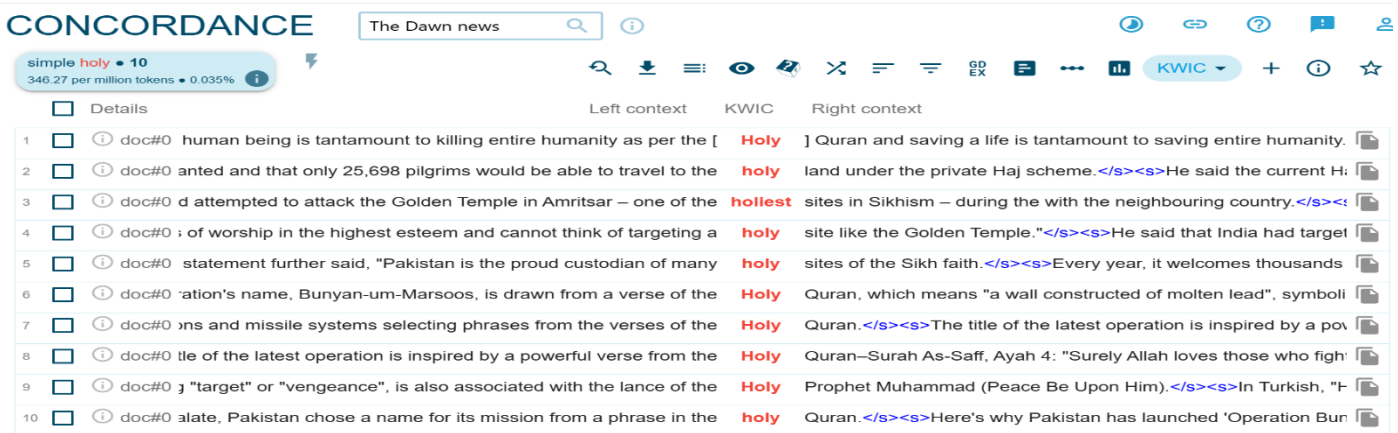 CONCORDANCE The Dawn news
simple holy • 10
346.27 per million tokens • 0.035%
GD EX KWIC
Details Left context KWIC Right context
1 doc#0 human being is tantamount to killing entire humanity as per the [ Holy ] Quran and saving a life is tantamount to saving entire humanity.
2 doc#0 anted and that only 25,698 pilgrims would be able to travel to the holy land under the private Haj scheme.</s><s>He said the current Ha
3 doc#0 d attempted to attack the Golden Temple in Amritsar – one of the holiest sites in Sikhism – during the with the neighbouring country.</s><s
4 doc#0 of worship in the highest esteem and cannot think of targeting a holy site like the Golden Temple."</s><s>He said that India had target
5 doc#0 statement further said, "Pakistan is the proud custodian of many holy sites of the Sikh faith.</s><s>Every year, it welcomes thousands
6 doc#0 ration's name, Bunyan-um-Marsoos, is drawn from a verse of the Holy Quran, which means "a wall constructed of molten lead", symboli
7 doc#0 ons and missile systems selecting phrases from the verses of the Holy Quran.</s><s>The title of the latest operation is inspired by a pow
8 doc#0 tle of the latest operation is inspired by a powerful verse from the Holy Quran–Surah As-Saff, Ayah 4: "Surely Allah loves those who figh
9 doc#0 g "target" or "vengeance", is also associated with the lance of the Holy Prophet Muhammad (Peace Be Upon Him).</s><s>In Turkish, "H
10 doc#0 alate, Pakistan chose a name for its mission from a phrase in the holy Quran.</s><s>Here's why Pakistan has launched 'Operation Bun